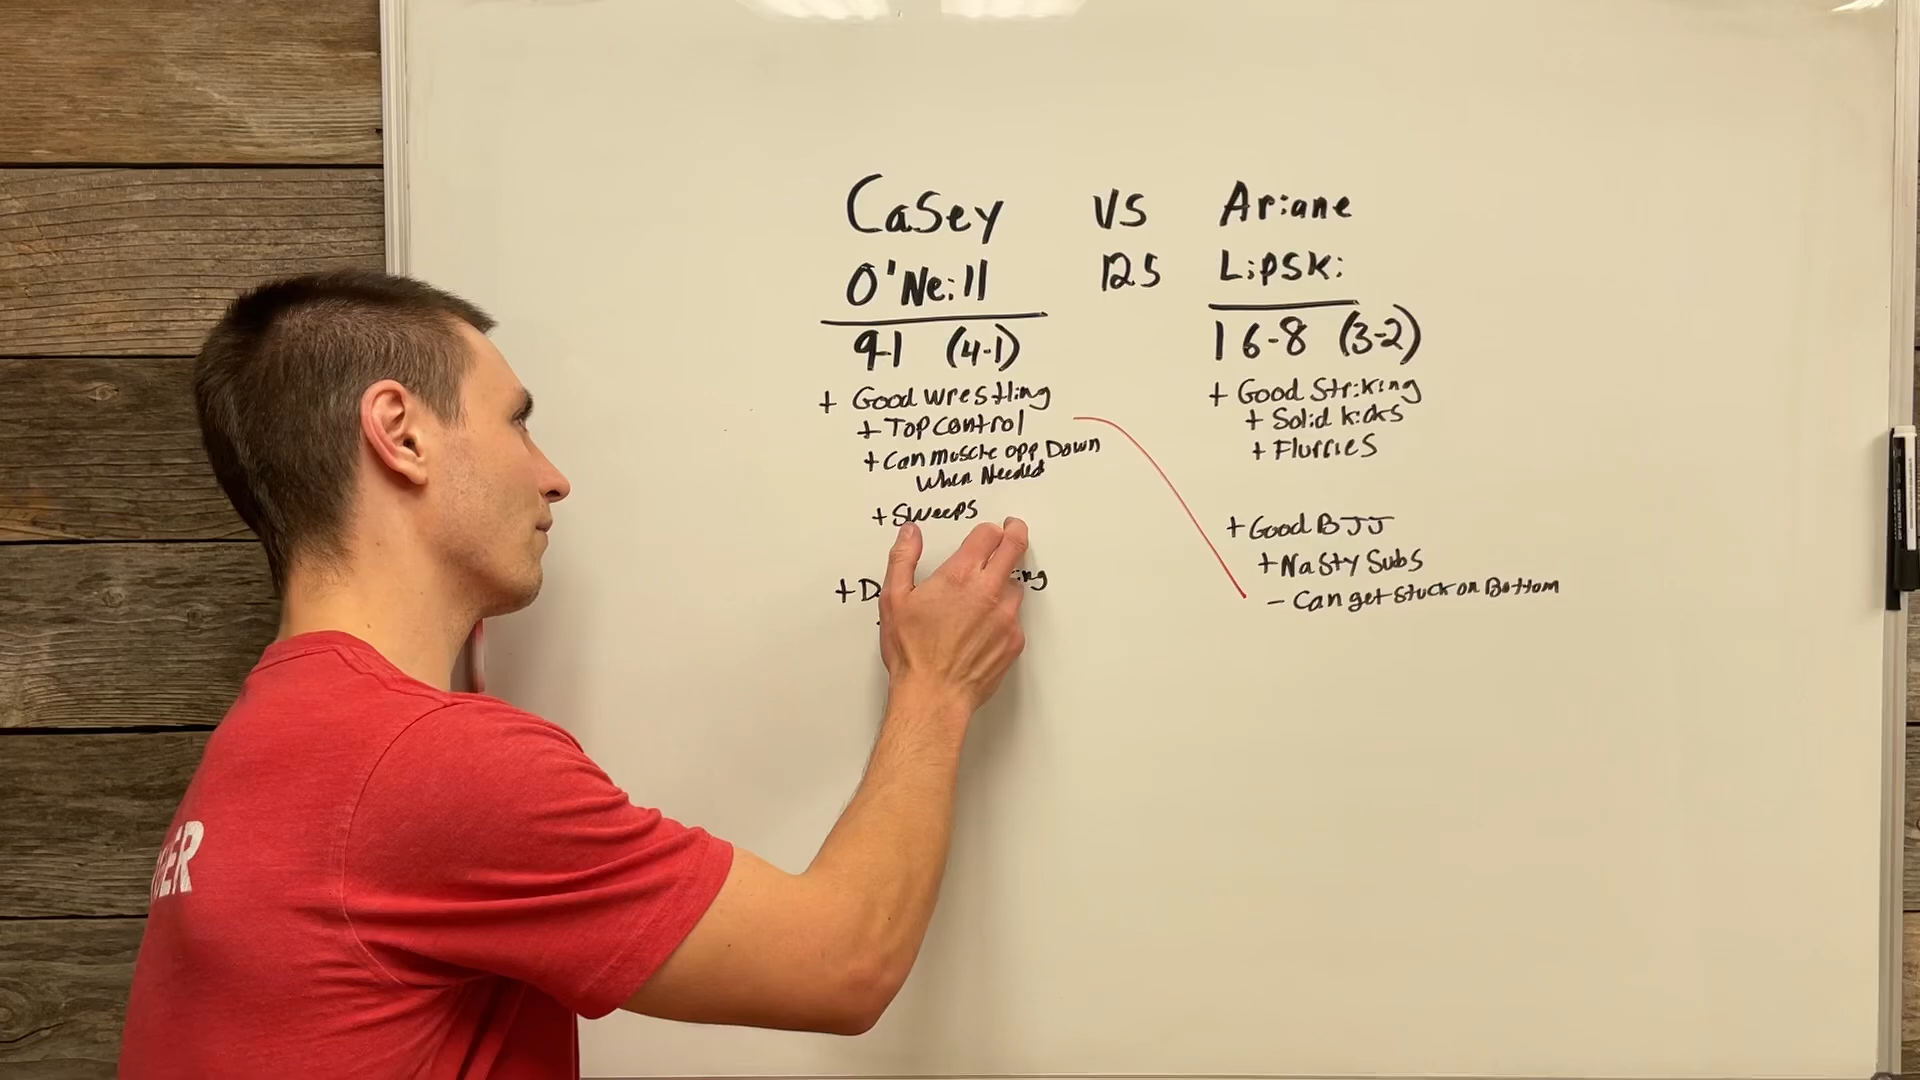 Casey vs Ariane
O'Neill 125 Lipski
9-1 (4-1)
16-8 (3-2)
+ Good wrestling
+ Top control
+ Can muscle opp Down
When Needed
+ Sweeps
+ Good Striking
+ Solid kicks
+ Flurries
+ Good BJJ
+ Nasty Subs
- Can get stuck on Bottom